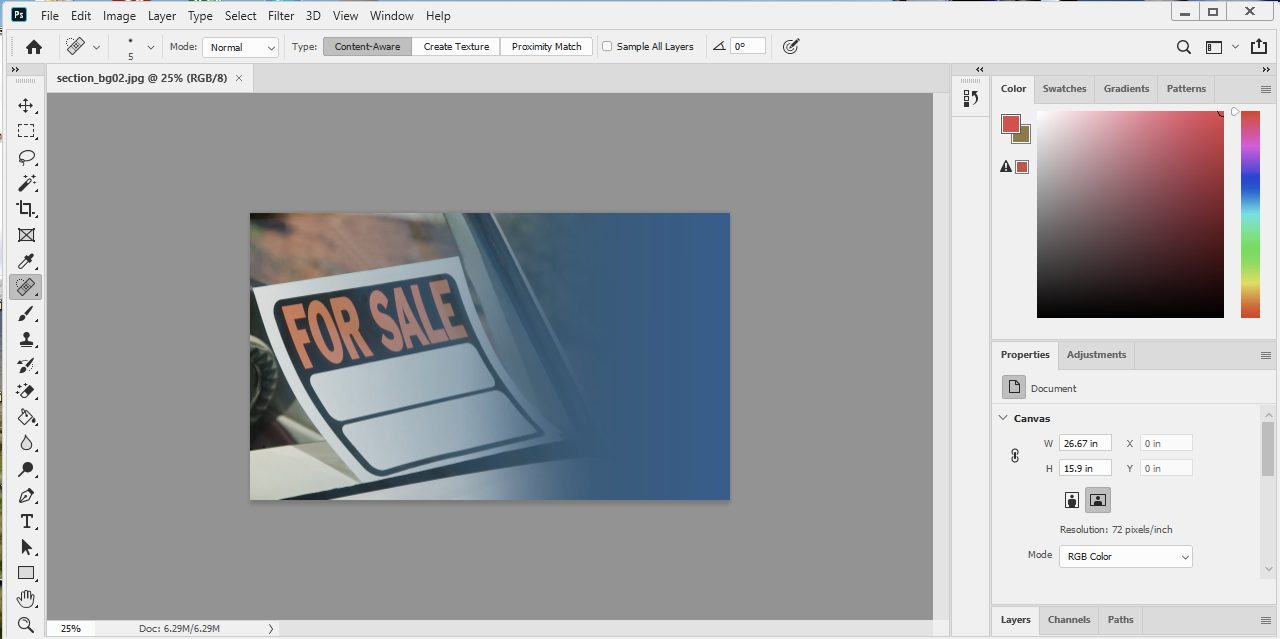 Ps File Edit Image Layer Type Select Filter 3D View Window Help
5 Mode: Normal Type: Content-Aware Create Texture Proximity Match Sample All Layers 0°
section_bg02.jpg @ 25% (RGB/8) ×
Color Swatches Gradients Patterns
FOR SALE
Properties Adjustments
Document
Canvas
W 26.67 in X 0 in
H 15.9 in Y 0 in
Resolution: 72 pixels/inch
Mode RGB Color
Layers Channels Paths
25% Doc: 6.29M/6.29M